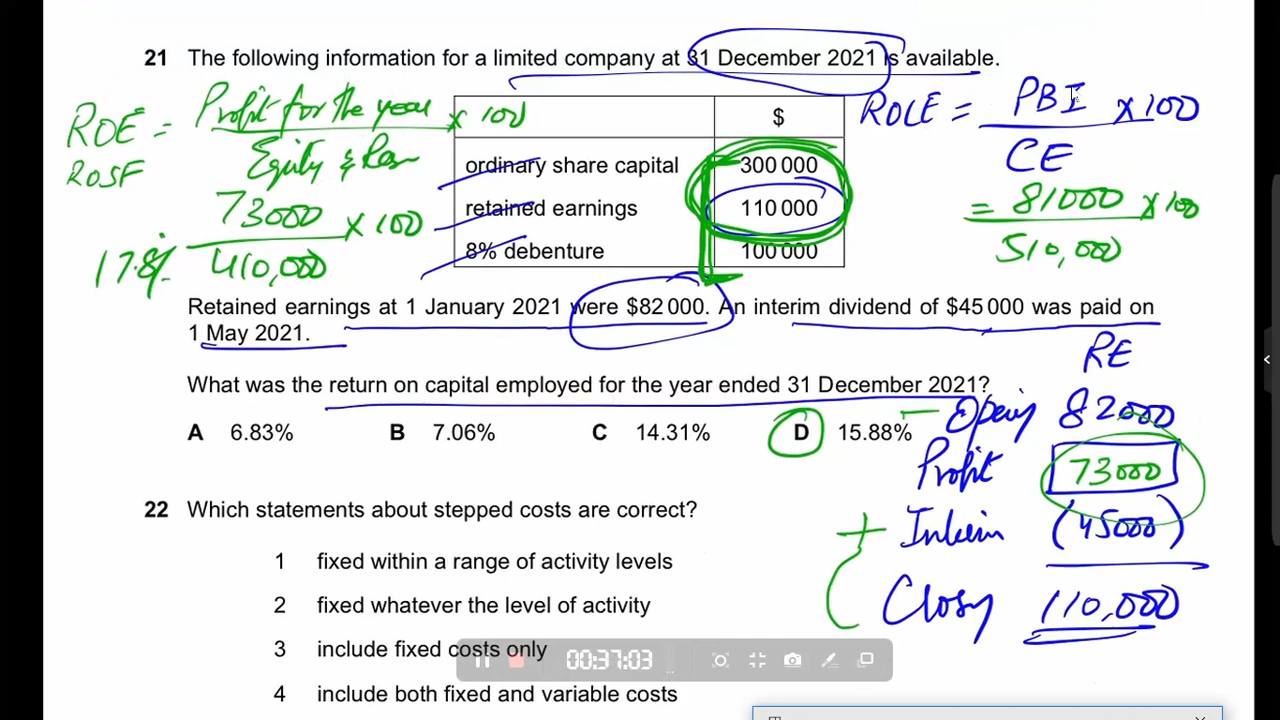 21 The following information for a limited company at 31 December 2021 is available.
ROE = Profit for the year × 100
Equity & Res
ROSF
73000 × 100
410,000
17.8%
$
ordinary share capital 300 000
retained earnings 110 000
8% debenture 100 000
ROCE = PBI × 100
CE
= 81000 × 100
510,000
Retained earnings at 1 January 2021 were $82 000. An interim dividend of $45 000 was paid on
1 May 2021.
What was the return on capital employed for the year ended 31 December 2021?
A 6.83% B 7.06% C 14.31% D 15.88%
RE
Opening 82000
Profit 73000
+ Interim (45000)
Closing 110,000
22 Which statements about stepped costs are correct?
1 fixed within a range of activity levels
2 fixed whatever the level of activity
3 include fixed costs only
4 include both fixed and variable costs
00:37:03